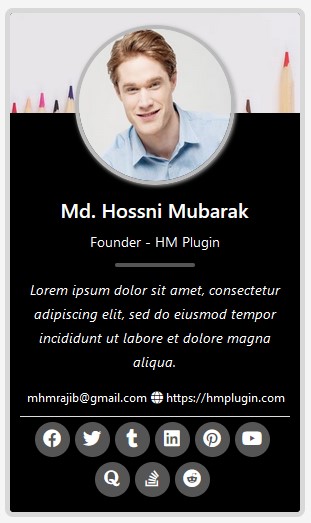 Md. Hossni Mubarak
Founder - HM Plugin
Lorem ipsum dolor sit amet, consectetur
adipiscing elit, sed do eiusmod tempor
incididunt ut labore et dolore magna
aliqua.
mhmrajib@gmail.com https://hmplugin.com